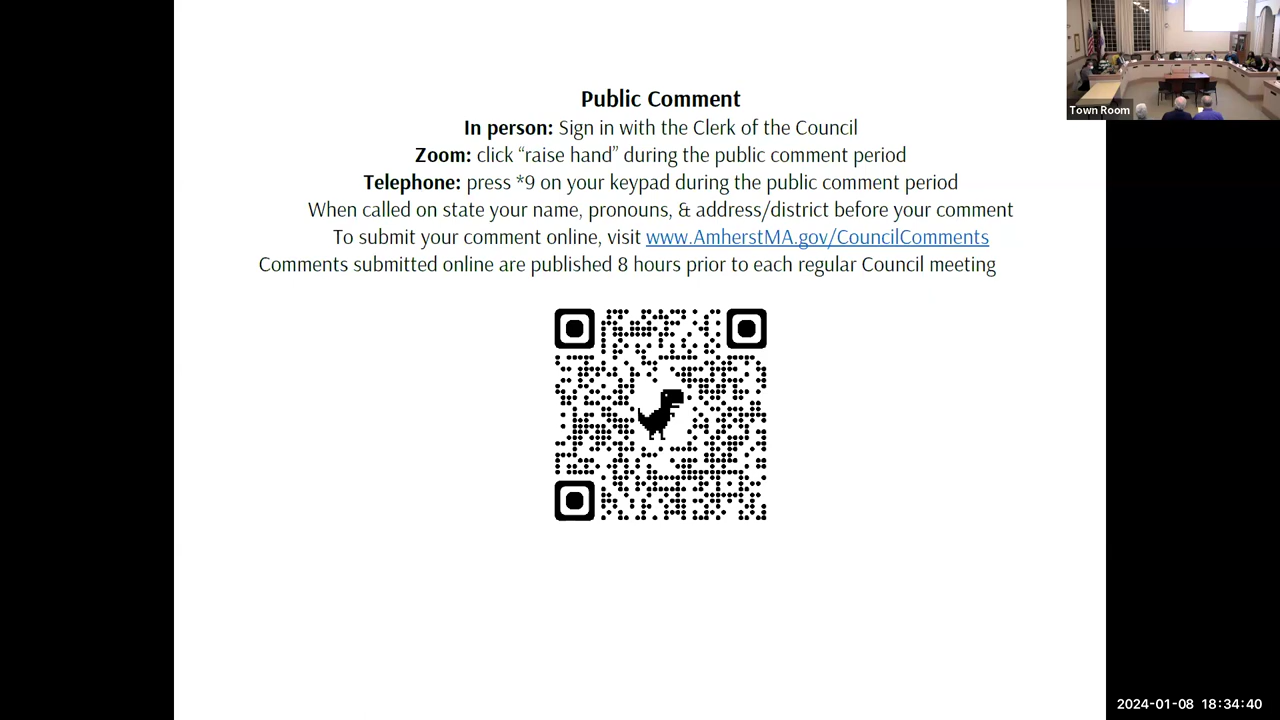 Public Comment
In person: Sign in with the Clerk of the Council
Zoom: click “raise hand” during the public comment period
Telephone: press *9 on your keypad during the public comment period
When called on state your name, pronouns, & address/district before your comment
To submit your comment online, visit www.AmherstMA.gov/CouncilComments
Comments submitted online are published 8 hours prior to each regular Council meeting
Town Room
2024-01-08 18:34:40